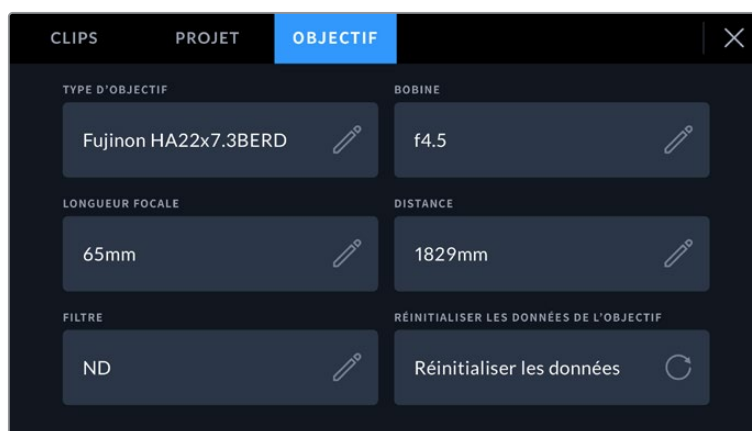 CLIPS PROJET OBJECTIF
TYPE D'OBJECTIF BOBINE
Fujinon HA22x7.3BERD f4.5
LONGUEUR FOCALE DISTANCE
65mm 1829mm
FILTRE RÉINITIALISER LES DONNÉES DE L'OBJECTIF
ND Réinitialiser les données